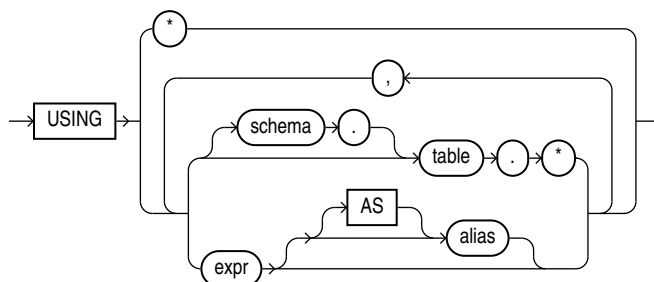 *
,
USING
schema .
table . *
AS
alias
expr